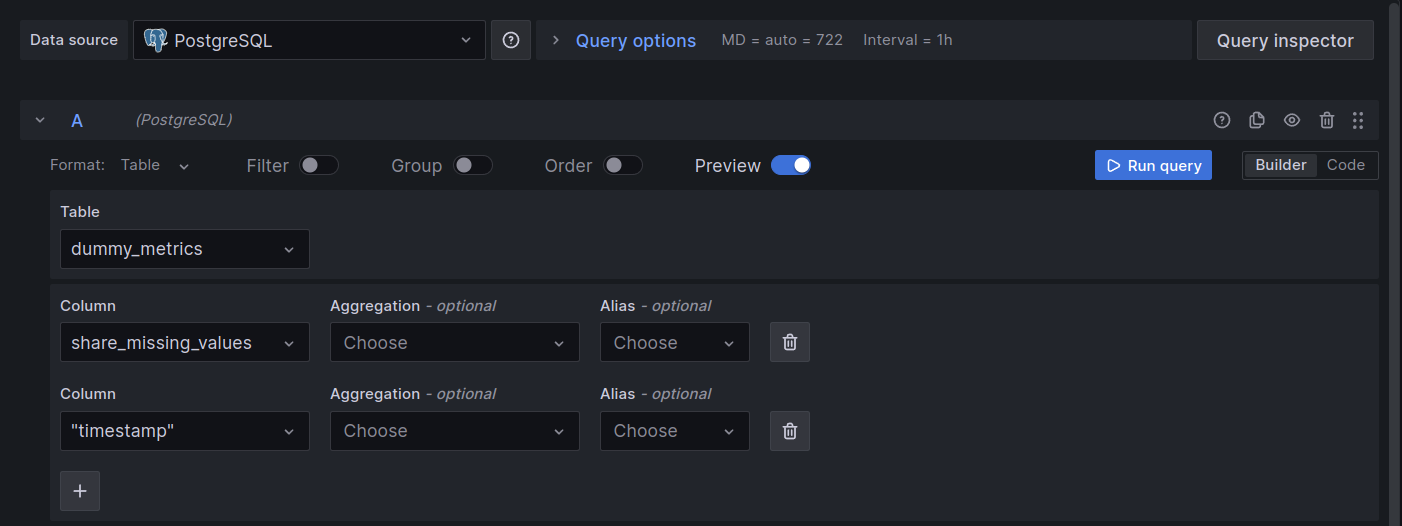 Data source PostgreSQL Query options MD = auto = 722 Interval = 1h Query inspector
A (PostgreSQL)
Format: Table Filter Group Order Preview Run query Builder Code
Table
dummy_metrics
Column Aggregation - optional Alias - optional
share_missing_values Choose Choose
Column Aggregation - optional Alias - optional
"timestamp" Choose Choose